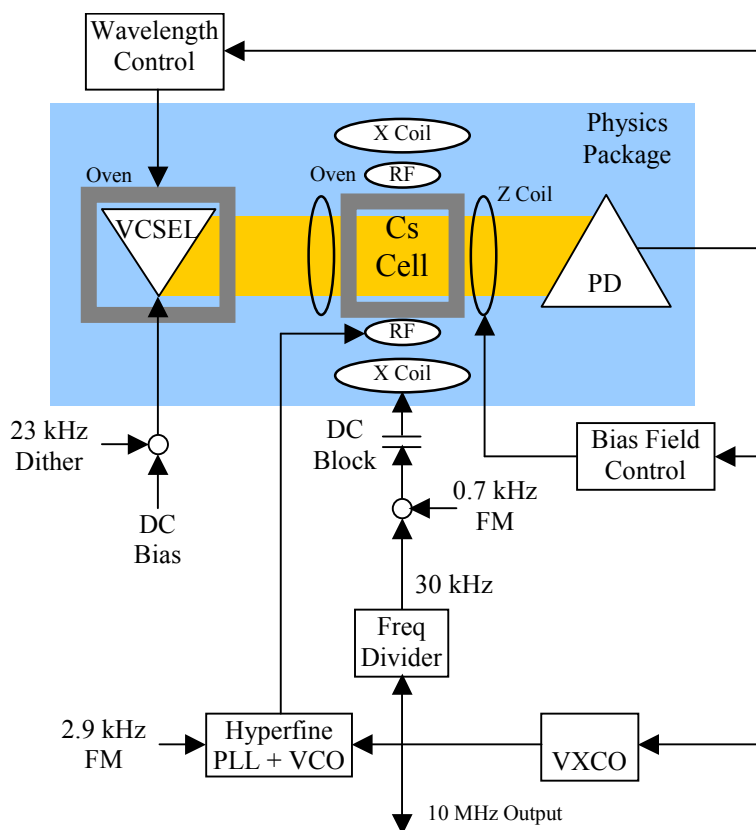 Wavelength
Control
X Coil
Physics
Package
Oven
Oven
RF
Z Coil
VCSEL
Cs
Cell
PD
RF
X Coil
23 kHz
Dither
DC
Block
Bias Field
Control
0.7 kHz
FM
DC
Bias
30 kHz
Freq
Divider
2.9 kHz
FM
Hyperfine
PLL + VCO
VXCO
10 MHz Output